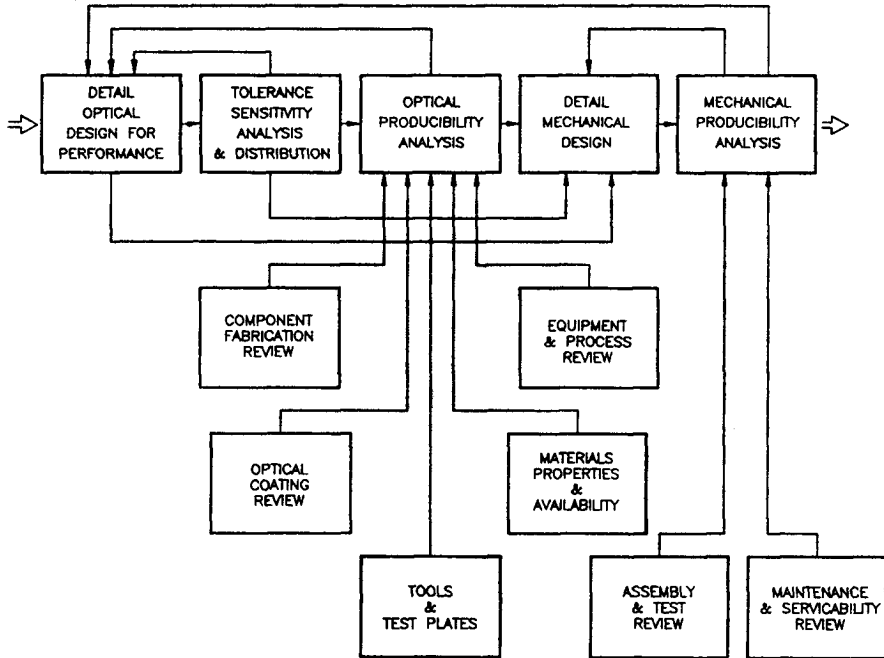 DETAIL
OPTICAL
DESIGN FOR
PERFORMANCE
TOLERANCE
SENSITIVITY
ANALYSIS
& DISTRIBUTION
OPTICAL
PRODUCIBILITY
ANALYSIS
DETAIL
MECHANICAL
DESIGN
MECHANICAL
PRODUCIBILITY
ANALYSIS
COMPONENT
FABRICATION
REVIEW
EQUIPMENT
& PROCESS
REVIEW
OPTICAL
COATING
REVIEW
MATERIALS
PROPERTIES
&
AVAILABILITY
TOOLS
&
TEST PLATES
ASSEMBLY
& TEST
REVIEW
MAINTENANCE
& SERVICABILITY
REVIEW